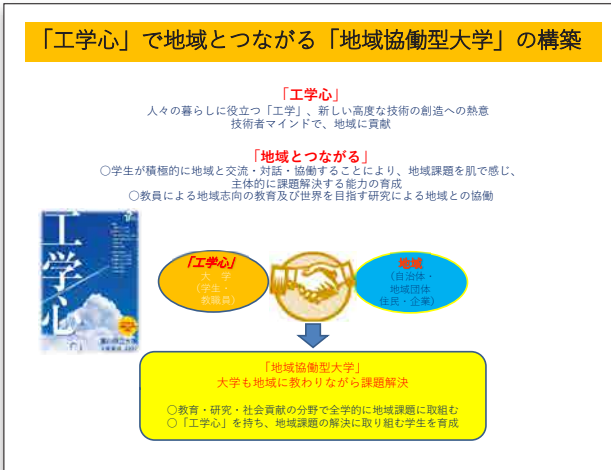 「工学心」で地域とつながる「地域協働型大学」の構築
「工学心」
人々の暮らしに役立つ「工学」、新しい高度な技術の創造への熱意
技術者マインドで、地域に貢献
「地域とつながる」
○学生が積極的に地域と交流・対話・協働することにより、地域課題を肌で感じ、
主体的に課題解決する能力の育成
○教員による地域志向の教育及び世界を目指す研究による地域との協働
工学心
「工学心」
大 学
（学生・
教職員）
地域
（自治体・
地域団体
住民・企業）
「地域協働型大学」
大学も地域に教わりながら課題解決
○教育・研究・社会貢献の分野で全学的に地域課題に取組む
○「工学心」を持ち、地域課題の解決に取り組む学生を育成